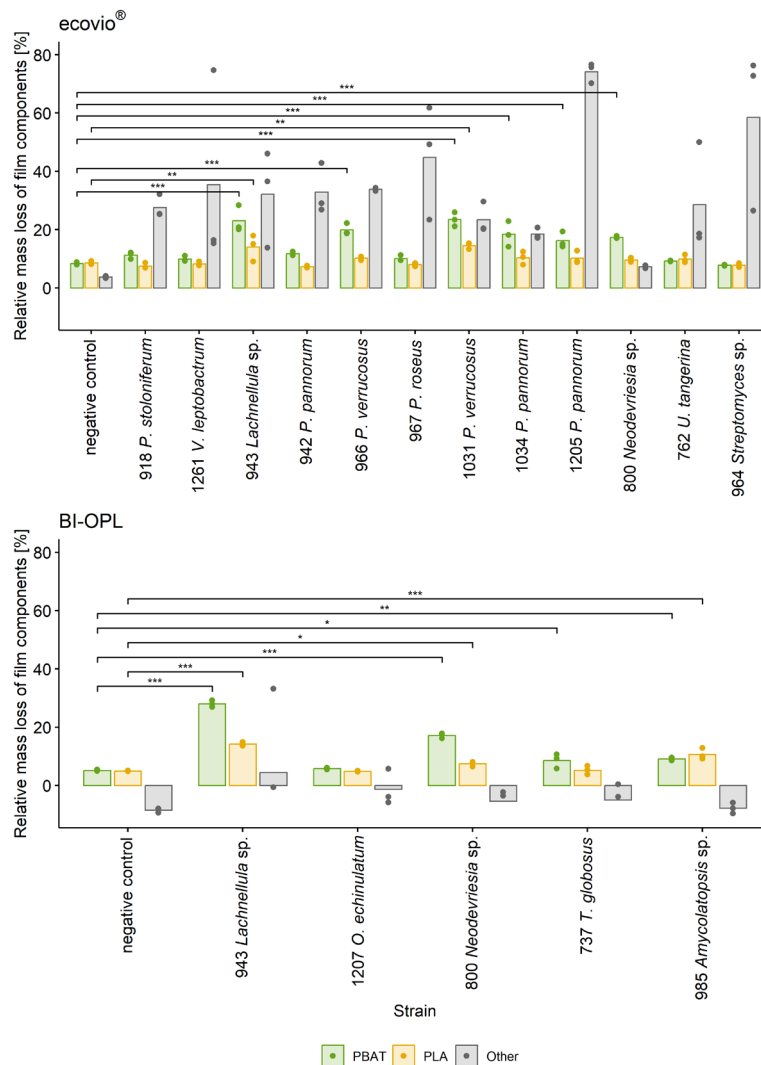 ecovio®
Relative mass loss of film components [%]
80
60
40
20
0
***
***
***
**
***
***
**
***
negative control
918 P. stoloniferum
1261 V. leptobactrum
943 Lachnellula sp.
942 P. pannorum
966 P. verrucosus
967 P. roseus
1031 P. verrucosus
1034 P. pannorum
1205 P. pannorum
800 Neodevriesia sp.
762 U. tangerina
964 Streptomyces sp.
BI-OPL
Relative mass loss of film components [%]
80
60
40
20
0
***
**
*
*
***
***
***
negative control
943 Lachnellula sp.
1207 O. echinulatum
800 Neodevriesia sp.
737 T. globosus
985 Amycolatopsis sp.
Strain
PBAT PLA Other